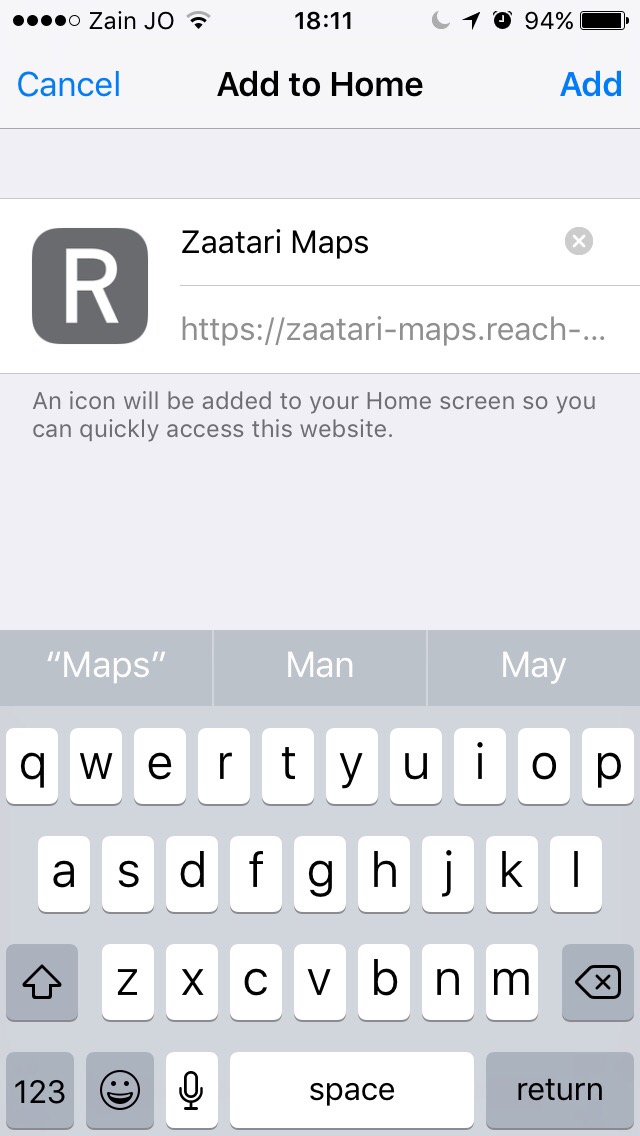 Zain JO 18:11 94%
Cancel Add to Home Add
R
Zaatari Maps
https://zaatari-maps.reach-...
An icon will be added to your Home screen so you
can quickly access this website.
“Maps” Man May
q w e r t y u i o p
a s d f g h j k l
z x c v b n m
123 space return